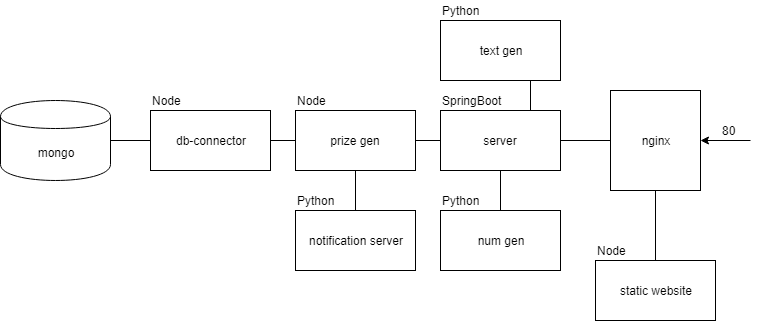 Python
text gen
Node
Node
SpringBoot
mongo
db-connector
prize gen
server
nginx
80
Python
Python
notification server
num gen
Node
static website